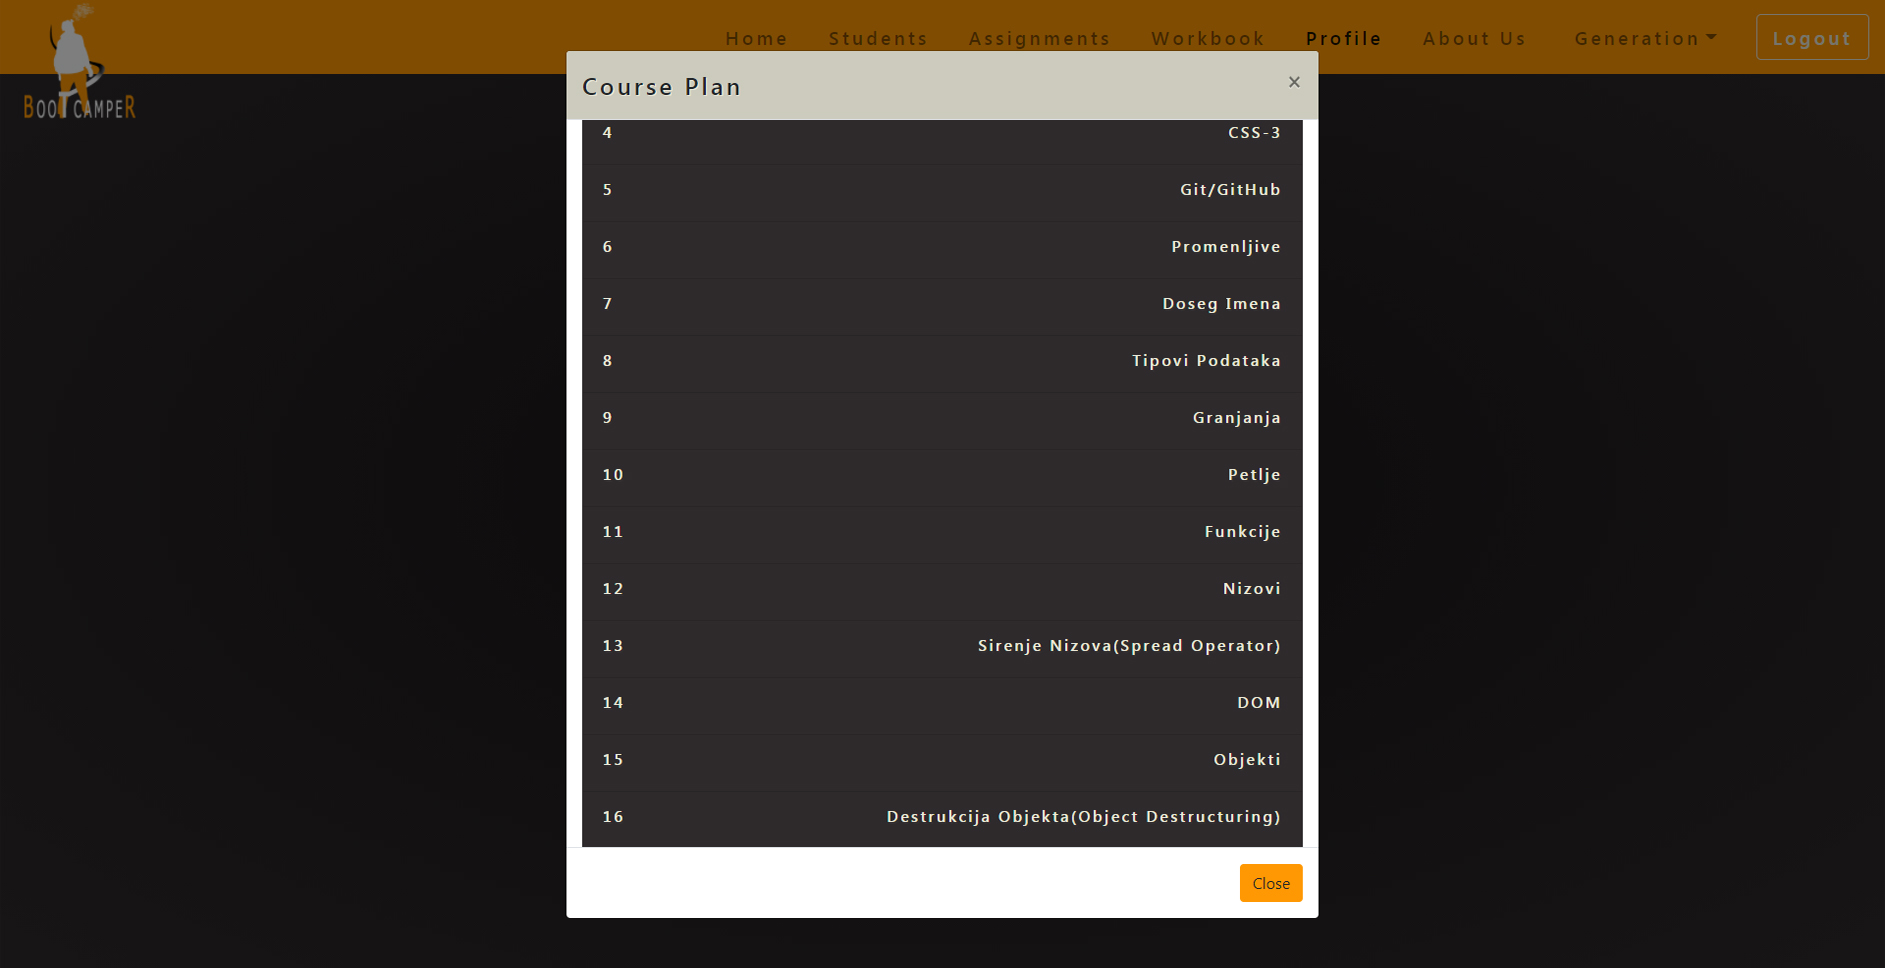 Home Students Assignments Workbook Profile About Us Generation Logout
BOOTCAMPER
Course Plan ×
4 CSS-3
5 Git/GitHub
6 Promenljive
7 Doseg Imena
8 Tipovi Podataka
9 Granjanja
10 Petlje
11 Funkcije
12 Nizovi
13 Sirenje Nizova(Spread Operator)
14 DOM
15 Objekti
16 Destrukcija Objekta(Object Destructuring)
Close